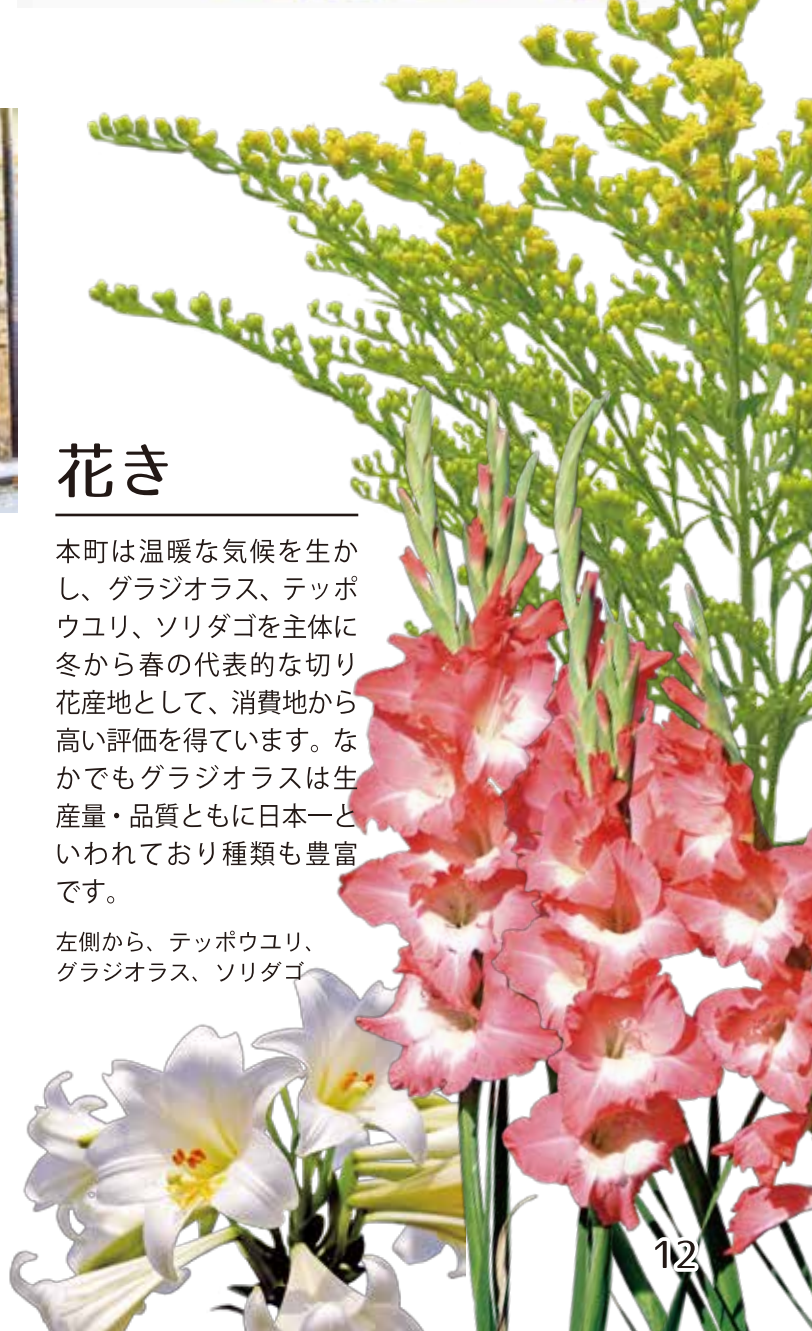 花き
本町は温暖な気候を生か
し、グラジオラス、テッポ
ウユリ、ソリダゴを主体に
冬から春の代表的な切り
花産地として、消費地から
高い評価を得ています。な
かでもグラジオラスは生
産量・品質ともに日本一と
いわれており種類も豊富
です。
左側から、テッポウユリ、
グラジオラス、ソリダゴ
12